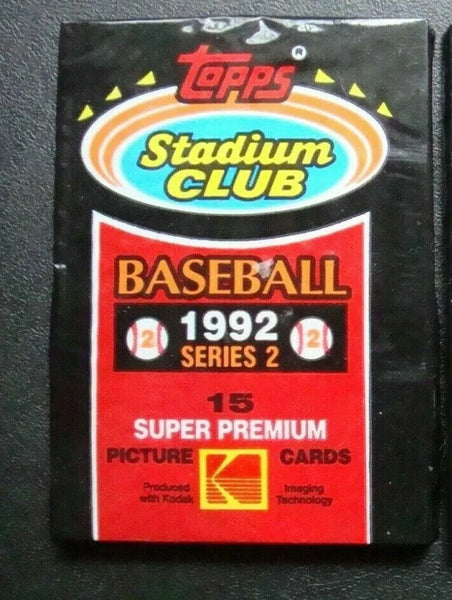 Topps ®
Stadium
CLUB
BASEBALL
2 1992 2
SERIES 2
15
SUPER PREMIUM
PICTURE CARDS
Produced Imaging
with Kodak Technology